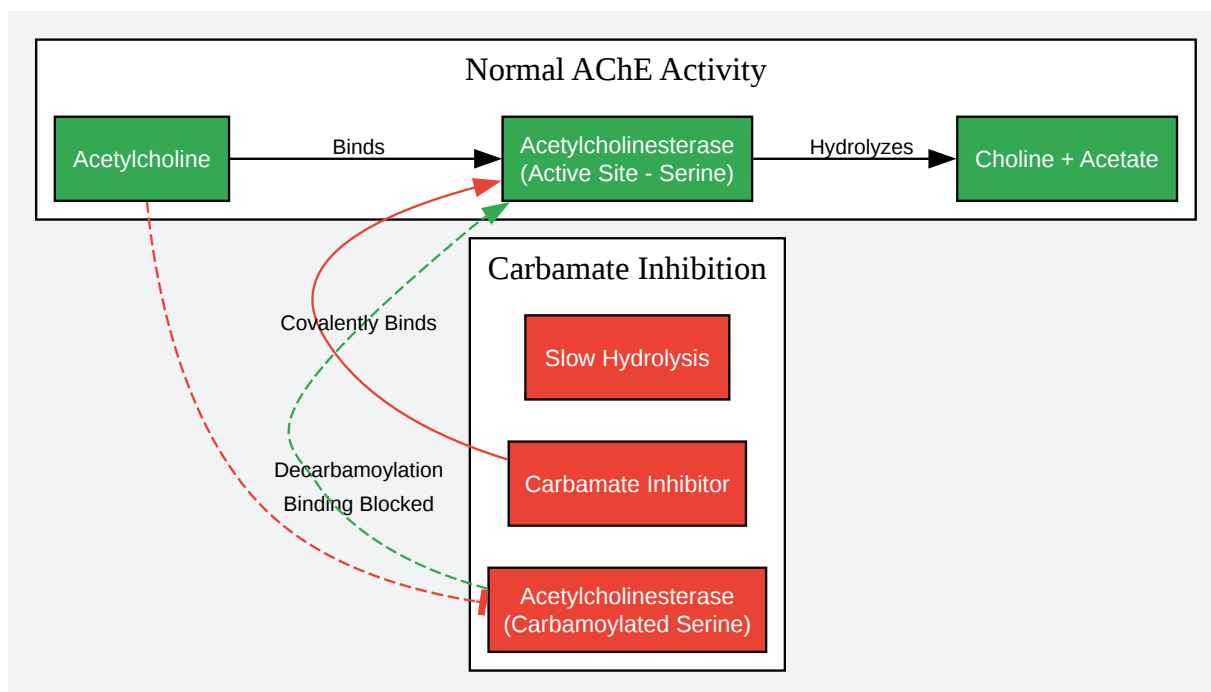 Normal AChE Activity
Acetylcholine
Binds
Acetylcholinesterase
(Active Site - Serine)
Hydrolyzes
Choline + Acetate
Carbamate Inhibition
Covalently Binds
Slow Hydrolysis
Decarbamoylation
Binding Blocked
Carbamate Inhibitor
Acetylcholinesterase
(Carbamoylated Serine)